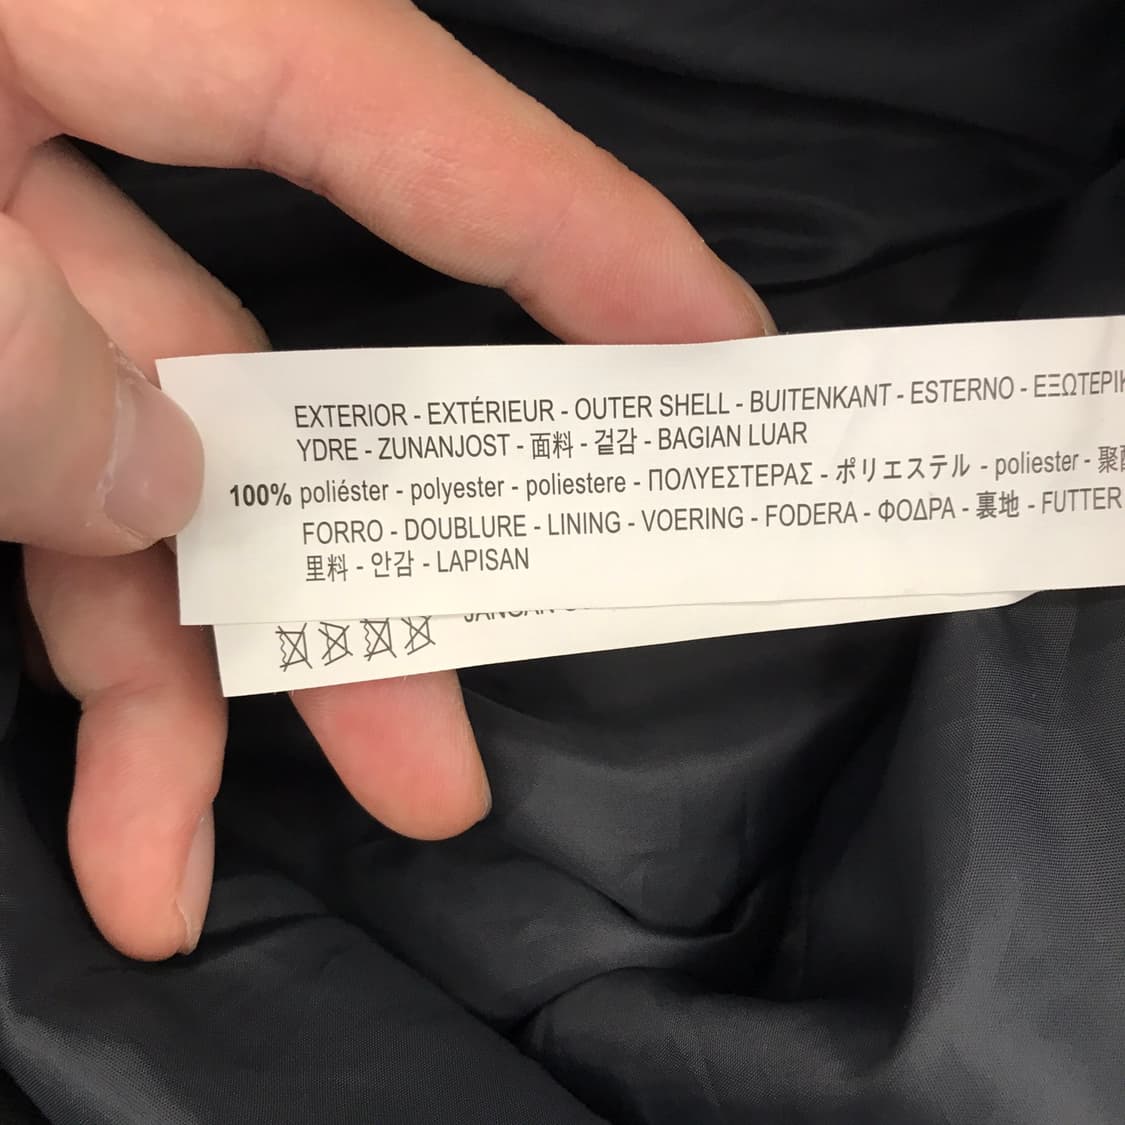 EXTERIOR - EXTÉRIEUR - OUTER SHELL - BUITENKANT - ESTERNO -
YDRE - ZUNANJOST - 面料 - 겉감 - BAGIAN LUAR
100% poliéster - polyester - poliestere - ΠΟΛΥΕΣΤΕΡΑΣ - ポリエステル - poliester - 聚
FORRO - DOUBLURE - LINING - VOERING - FODERA - ΦΟΔΡΑ - 裏地 - FUTTER
里料 - 안감 - LAPISAN